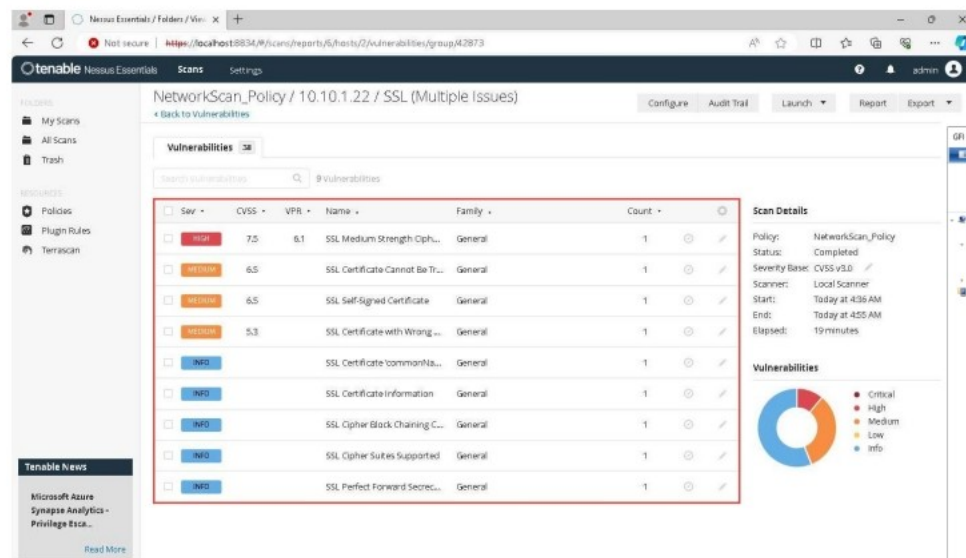 Nessus Essentials / Folders / View
Not secure
https://localhost:8834/#/scans/reports/6/hosts/2/vulnerabilities/group/42873
tenable Nessus Essentials
Scans
Settings
admin
FOLDERS
My Scans
All Scans
Trash
RESOURCES
Policies
Plugin Rules
Terrascan
Tenable News
Microsoft Azure
Synapse Analytics -
Privilege Esca...
Read More
NetworkScan_Policy / 10.10.1.22 / SSL (Multiple Issues)
< Back to Vulnerabilities
Configure
Audit Trail
Launch
Report
Export
Vulnerabilities 38
Search Vulnerabilities
9 Vulnerabilities
Sev CVSS VPR Name Family Count
HIGH 7.5 6.1 SSL Medium Strength Ciph... General 1
MEDIUM 6.5 SSL Certificate Cannot Be Tr... General 1
MEDIUM 6.5 SSL Self-Signed Certificate General 1
MEDIUM 5.3 SSL Certificate with Wrong ... General 1
INFO SSL Certificate 'commonNa... General 1
INFO SSL Certificate Information General 1
INFO SSL Cipher Block Chaining C... General 1
INFO SSL Cipher Suites Supported General 1
INFO SSL Perfect Forward Secrec... General 1
Scan Details
Policy: NetworkScan_Policy
Status: Completed
Severity Base: CVSS v3.0
Scanner: Local Scanner
Start: Today at 4:36 AM
End: Today at 4:55 AM
Elapsed: 19 minutes
Vulnerabilities
Critical
High
Medium
Low
Info
GFI